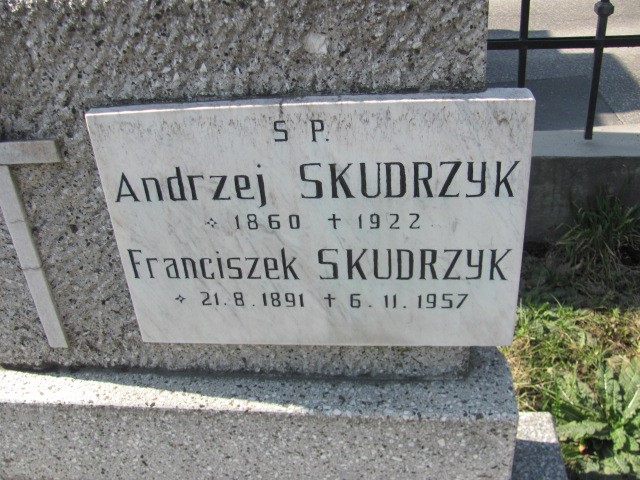 S P.
Andrzej SKUDRZYK
* 1860 † 1922
Franciszek SKUDRZYK
* 21.8.1891 † 6.11.1957